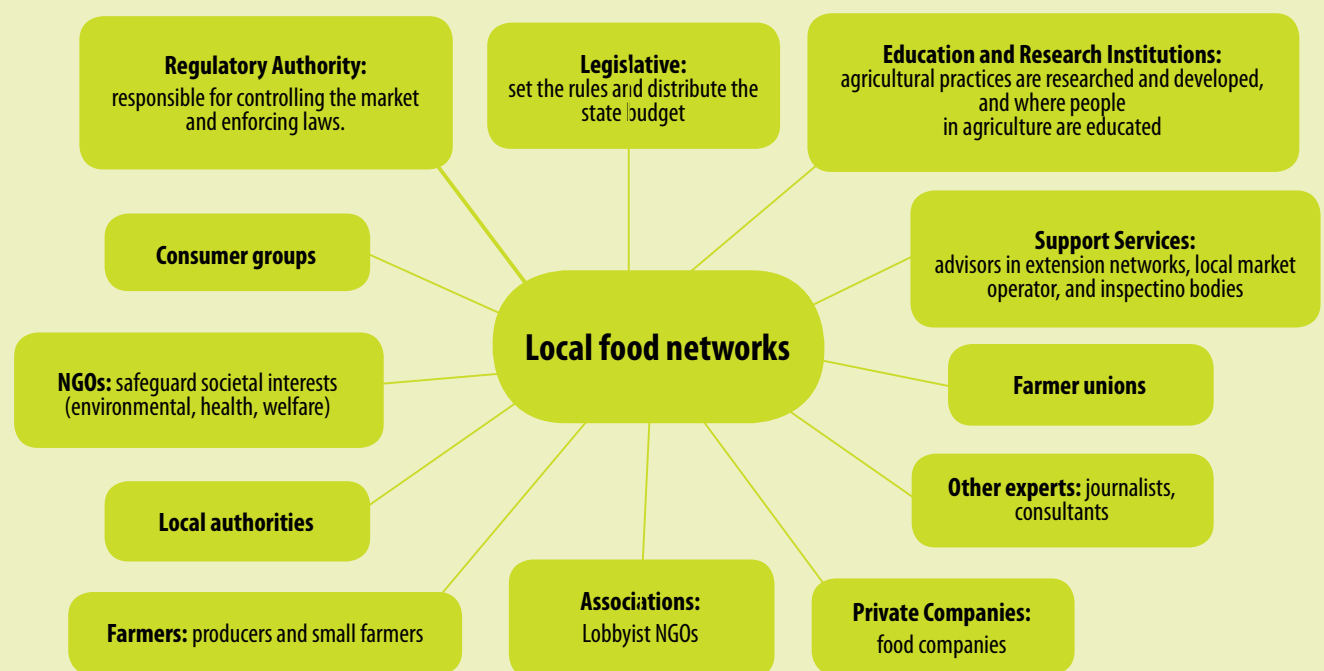 Regulatory Authority:
responsible for controlling the market
and enforcing laws.
Legislative:
set the rules and distribute the
state budget
Education and Research Institutions:
agricultural practices are researched and developed,
and where people
in agriculture are educated
Consumer groups
Support Services:
advisors in extension networks, local market
operator, and inspectino bodies
Local food networks
NGOs: safeguard societal interests
(environmental, health, welfare)
Farmer unions
Local authorities
Other experts: journalists,
consultants
Farmers: producers and small farmers
Associations:
Lobbyist NGOs
Private Companies:
food companies